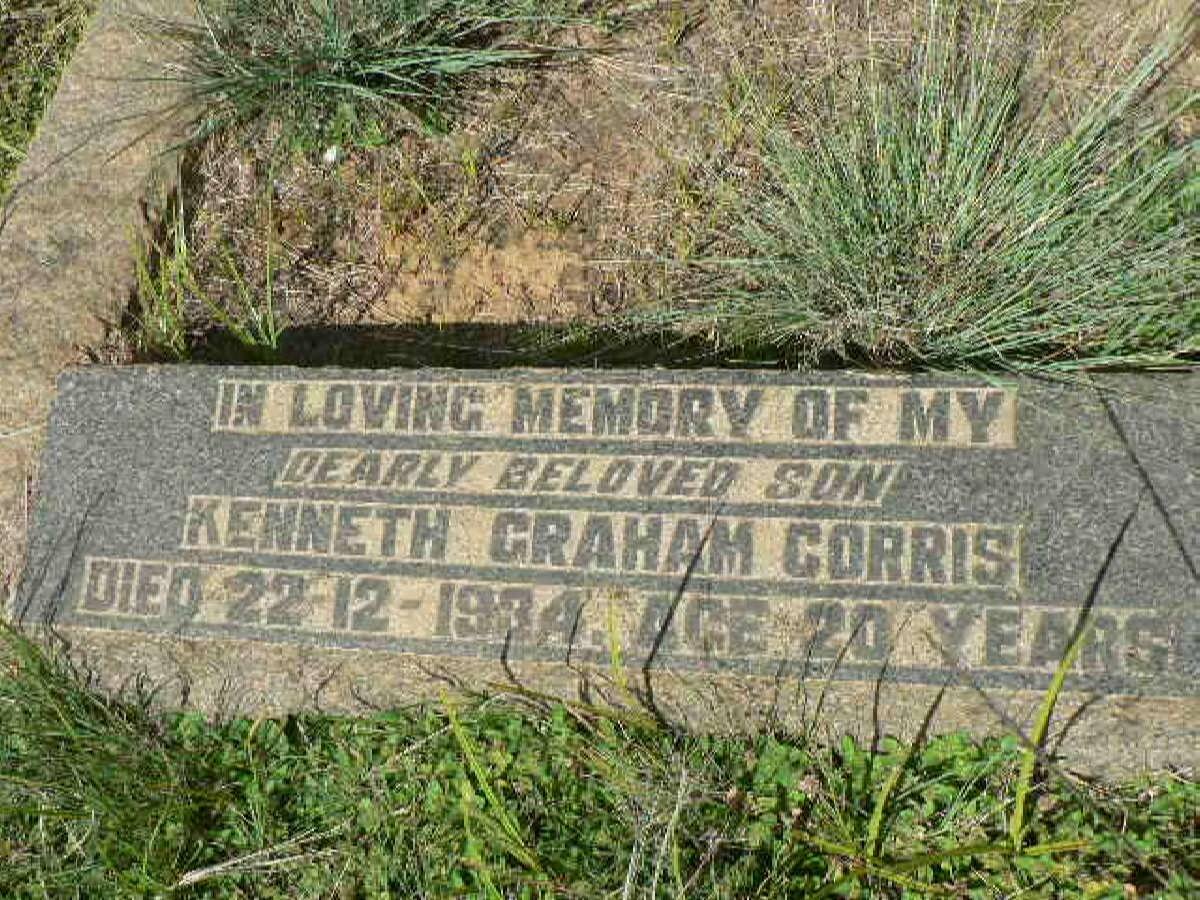 IN LOVING MEMORY OF MY
DEARLY BELOVED SON
KENNETH GRAHAM CORRIS
DIED 22-12-1934. AGE 20 YEARS